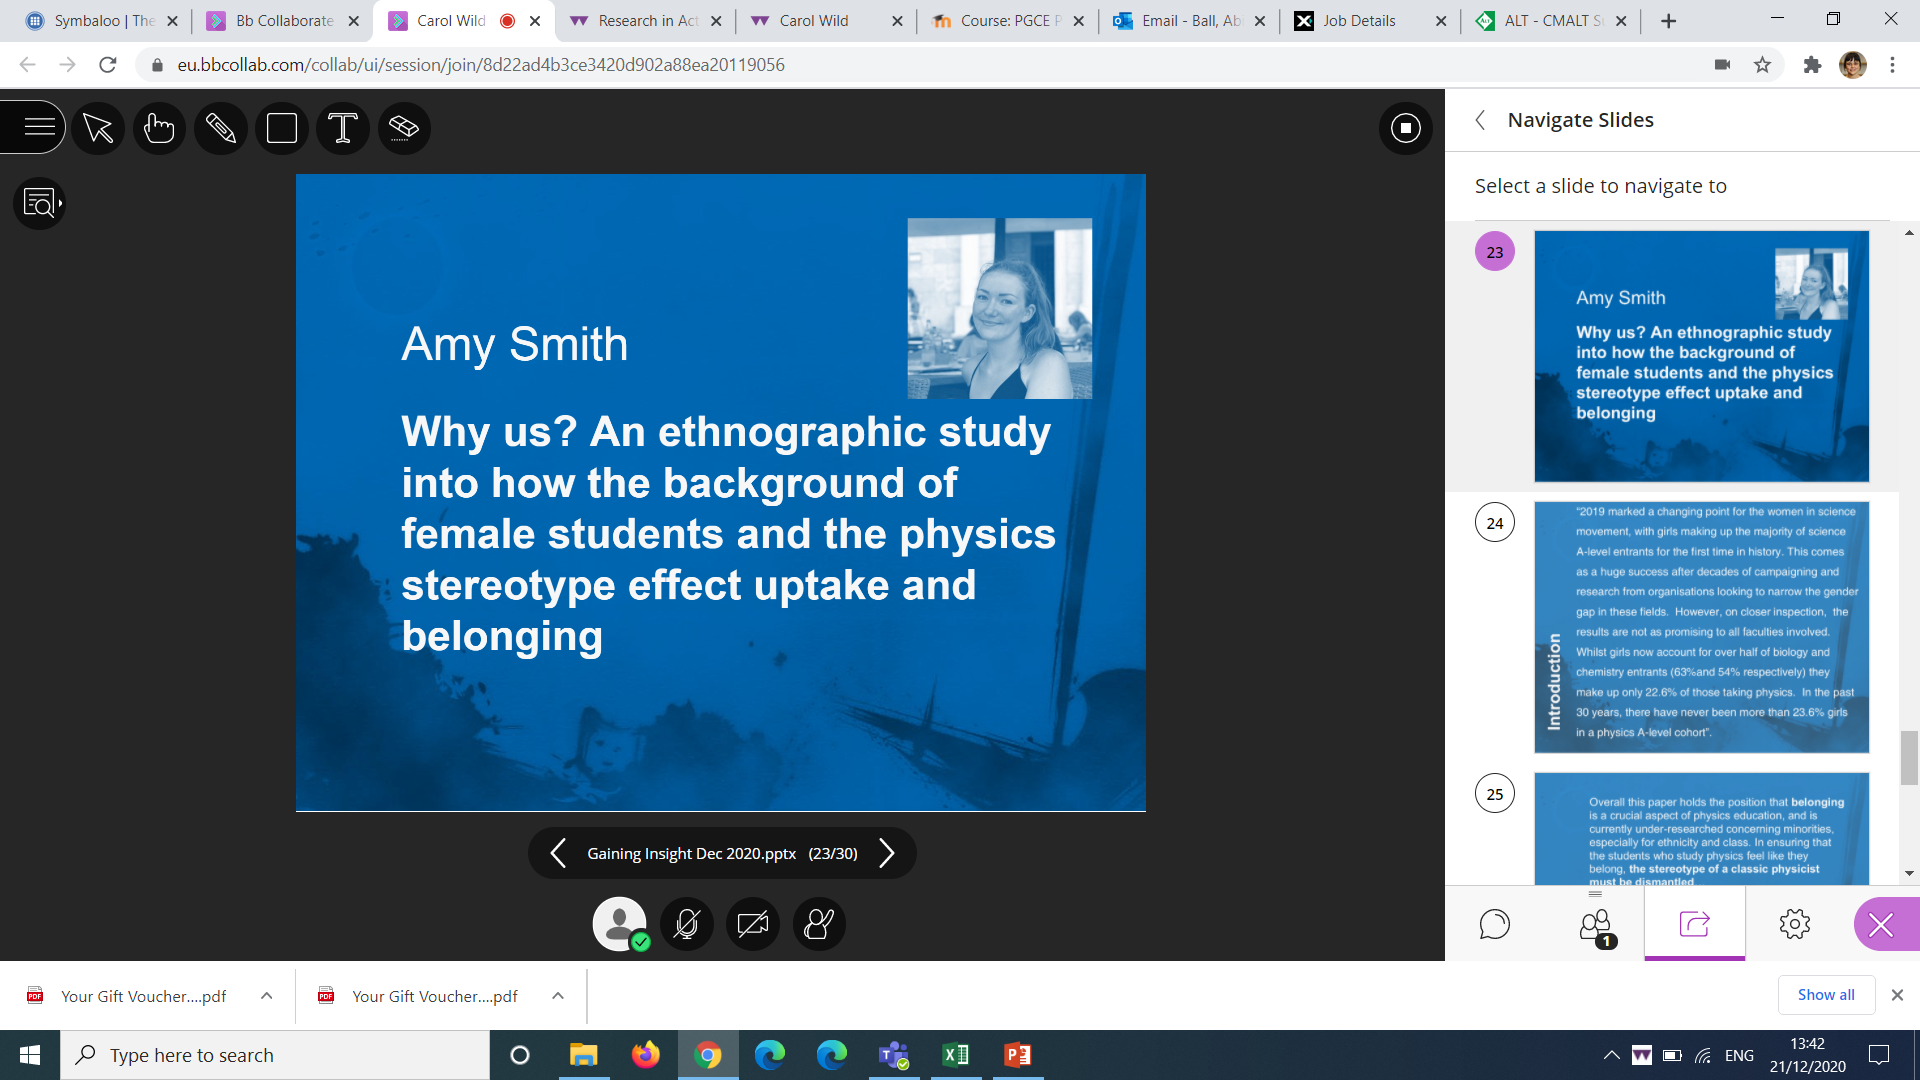 Symbaloo | The
Bb Collaborate
Carol Wild
Research in Act
Carol Wild
Course: PGCE P
Email - Ball, Ab
Job Details
ALT - CMALT S
eu.bbcollab.com/collab/ui/session/join/8d22ad4b3ce3420d902a88ea20119056
Amy Smith
Why us? An ethnographic study
into how the background of
female students and the physics
stereotype effect uptake and
belonging
Gaining Insight Dec 2020.pptx (23/30)
Navigate Slides
Select a slide to navigate to
23
Amy Smith
Why us? An ethnographic study
into how the background of
female students and the physics
stereotype effect uptake and
belonging
24
Introduction
"2019 marked a changing point for the women in science
movement, with girls making up the majority of science
A-level entrants for the first time in history. This comes
as a huge success after decades of campaigning and
research from organisations looking to narrow the gender
gap in these fields. However, on closer inspection, the
results are not as promising to all faculties involved.
Whilst girls now account for over half of biology and
chemistry entrants (63%and 54% respectively) they
make up only 22.6% of those taking physics. In the past
30 years, there have never been more than 23.6% girls
in a physics A-level cohort".
25
Overall this paper holds the position that belonging
is a crucial aspect of physics education, and is
currently under-researched concerning minorities,
especially for ethnicity and class. In ensuring that
the students who study physics feel like they
belong, the stereotype of a classic physicist
must be dismantled
1
PDF
Your Gift Voucher....pdf
PDF
Your Gift Voucher....pdf
Show all
Type here to search
ENG
13:42
21/12/2020